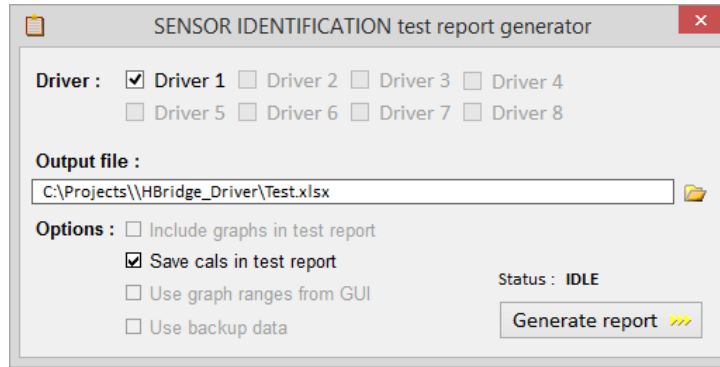 SENSOR IDENTIFICATION test report generator
Driver : Driver 1 Driver 2 Driver 3 Driver 4
Driver 5 Driver 6 Driver 7 Driver 8
Output file :
C:\Projects\\HBridge_Driver\Test.xlsx
Options : Include graphs in test report
Save cals in test report
Use graph ranges from GUI
Use backup data
Status : IDLE
Generate report